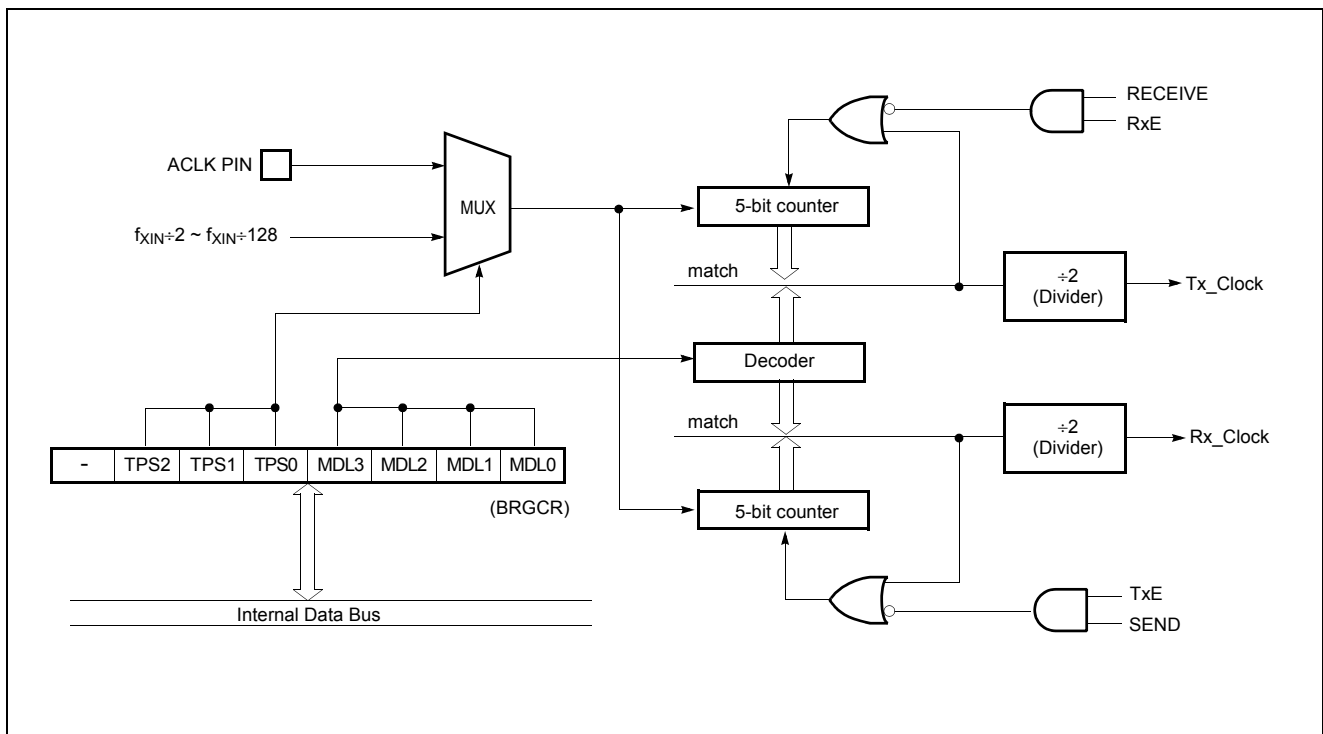 RECEIVE
RxE
ACLK PIN
MUX
5-bit counter
fXIN÷2 ~ fXIN÷128
match
÷2
(Divider)
Tx_Clock
Decoder
match
÷2
(Divider)
Rx_Clock
- TPS2 TPS1 TPS0 MDL3 MDL2 MDL1 MDL0
(BRGCR)
5-bit counter
Internal Data Bus
TxE
SEND